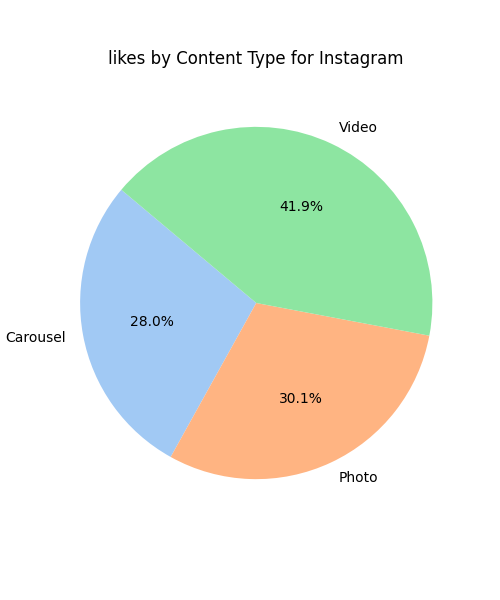 likes by Content Type for Instagram
Video
41.9%
28.0%
Carousel
30.1%
Photo